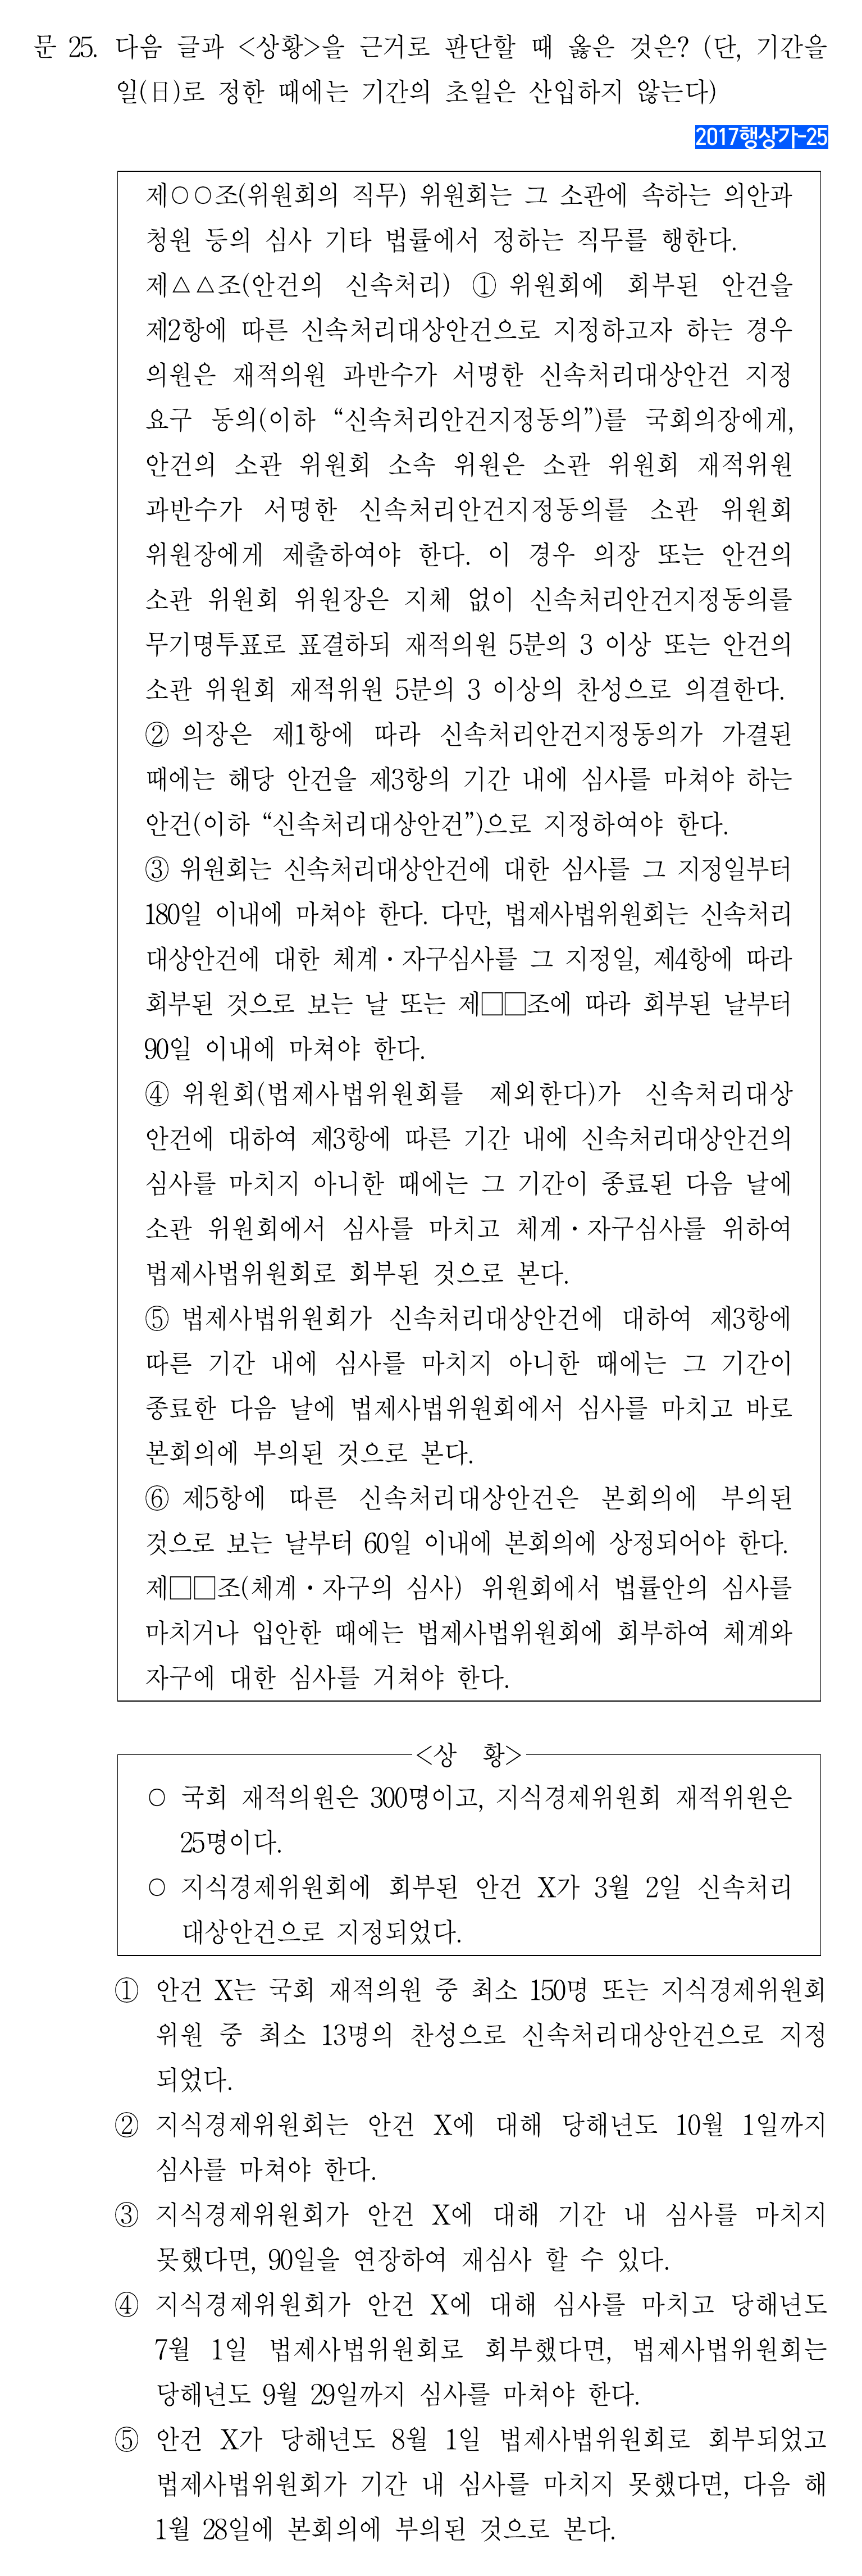 문 25. 다음 글과 <상황>을 근거로 판단할 때 옳은 것은? (단, 기간을
일(日)로 정한 때에는 기간의 초일은 산입하지 않는다)
2017행상가-25
제○○조(위원회의 직무) 위원회는 그 소관에 속하는 의안과
청원 등의 심사 기타 법률에서 정하는 직무를 행한다.
제△△조(안건의 신속처리) ① 위원회에 회부된 안건을
제2항에 따른 신속처리대상안건으로 지정하고자 하는 경우
의원은 재적의원 과반수가 서명한 신속처리대상안건 지정
요구 동의(이하 “신속처리안건지정동의”)를 국회의장에게,
안건의 소관 위원회 소속 위원은 소관 위원회 재적위원
과반수가 서명한 신속처리안건지정동의를 소관 위원회
위원장에게 제출하여야 한다. 이 경우 의장 또는 안건의
소관 위원회 위원장은 지체 없이 신속처리안건지정동의를
무기명투표로 표결하되 재적의원 5분의 3 이상 또는 안건의
소관 위원회 재적위원 5분의 3 이상의 찬성으로 의결한다.
② 의장은 제1항에 따라 신속처리안건지정동의가 가결된
때에는 해당 안건을 제3항의 기간 내에 심사를 마쳐야 하는
안건(이하 “신속처리대상안건”)으로 지정하여야 한다.
③ 위원회는 신속처리대상안건에 대한 심사를 그 지정일부터
180일 이내에 마쳐야 한다. 다만, 법제사법위원회는 신속처리
대상안건에 대한 체계·자구심사를 그 지정일, 제4항에 따라
회부된 것으로 보는 날 또는 제□□조에 따라 회부된 날부터
90일 이내에 마쳐야 한다.
④ 위원회(법제사법위원회를 제외한다)가 신속처리대상
안건에 대하여 제3항에 따른 기간 내에 신속처리대상안건의
심사를 마치지 아니한 때에는 그 기간이 종료된 다음 날에
소관 위원회에서 심사를 마치고 체계·자구심사를 위하여
법제사법위원회로 회부된 것으로 본다.
⑤ 법제사법위원회가 신속처리대상안건에 대하여 제3항에
따른 기간 내에 심사를 마치지 아니한 때에는 그 기간이
종료한 다음 날에 법제사법위원회에서 심사를 마치고 바로
본회의에 부의된 것으로 본다.
⑥ 제5항에 따른 신속처리대상안건은 본회의에 부의된
것으로 보는 날부터 60일 이내에 본회의에 상정되어야 한다.
제□□조(체계·자구의 심사) 위원회에서 법률안의 심사를
마치거나 입안한 때에는 법제사법위원회에 회부하여 체계와
자구에 대한 심사를 거쳐야 한다.
<상 황>
○ 국회 재적의원은 300명이고, 지식경제위원회 재적위원은
25명이다.
○ 지식경제위원회에 회부된 안건 X가 3월 2일 신속처리
대상안건으로 지정되었다.
① 안건 X는 국회 재적의원 중 최소 150명 또는 지식경제위원회
위원 중 최소 13명의 찬성으로 신속처리대상안건으로 지정
되었다.
② 지식경제위원회는 안건 X에 대해 당해년도 10월 1일까지
심사를 마쳐야 한다.
③ 지식경제위원회가 안건 X에 대해 기간 내 심사를 마치지
못했다면, 90일을 연장하여 재심사 할 수 있다.
④ 지식경제위원회가 안건 X에 대해 심사를 마치고 당해년도
7월 1일 법제사법위원회로 회부했다면, 법제사법위원회는
당해년도 9월 29일까지 심사를 마쳐야 한다.
⑤ 안건 X가 당해년도 8월 1일 법제사법위원회로 회부되었고
법제사법위원회가 기간 내 심사를 마치지 못했다면, 다음 해
1월 28일에 본회의에 부의된 것으로 본다.